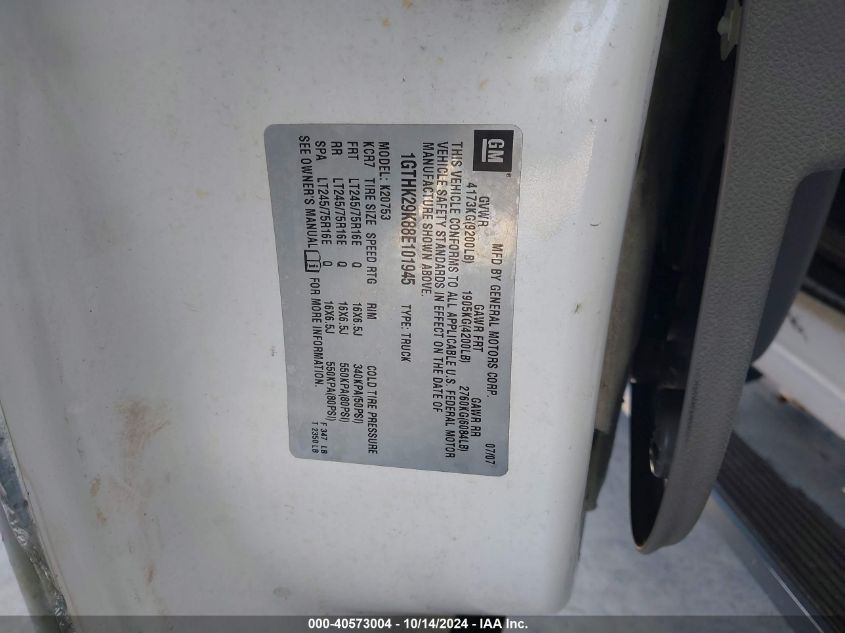 GM ®
MFD BY GENERAL MOTORS CORP. 07/07
GVWR GAWR FRT GAWR RR
4173KG(9200LB) 1905KG(4200LB) 2760KG(6084LB)
THIS VEHICLE CONFORMS TO ALL APPLICABLE U.S. FEDERAL MOTOR
VEHICLE SAFETY STANDARDS IN EFFECT ON THE DATE OF
MANUFACTURE SHOWN ABOVE.
1GTHK29K88E101945 TYPE: TRUCK
MODEL: K20753
KCR7 TIRE SIZE SPEED RTG RIM COLD TIRE PRESSURE
FRT LT245/75R16E Q 16X6.5J 340KPA(50PSI)
RR LT245/75R16E Q 16X6.5J 550KPA(80PSI)
SPA LT245/75R16E Q 16X6.5J 550KPA(80PSI) F 347 LB
SEE OWNER'S MANUAL FOR MORE INFORMATION. T 2350 LB
000-40573004 - 10/14/2024 - IAA Inc.